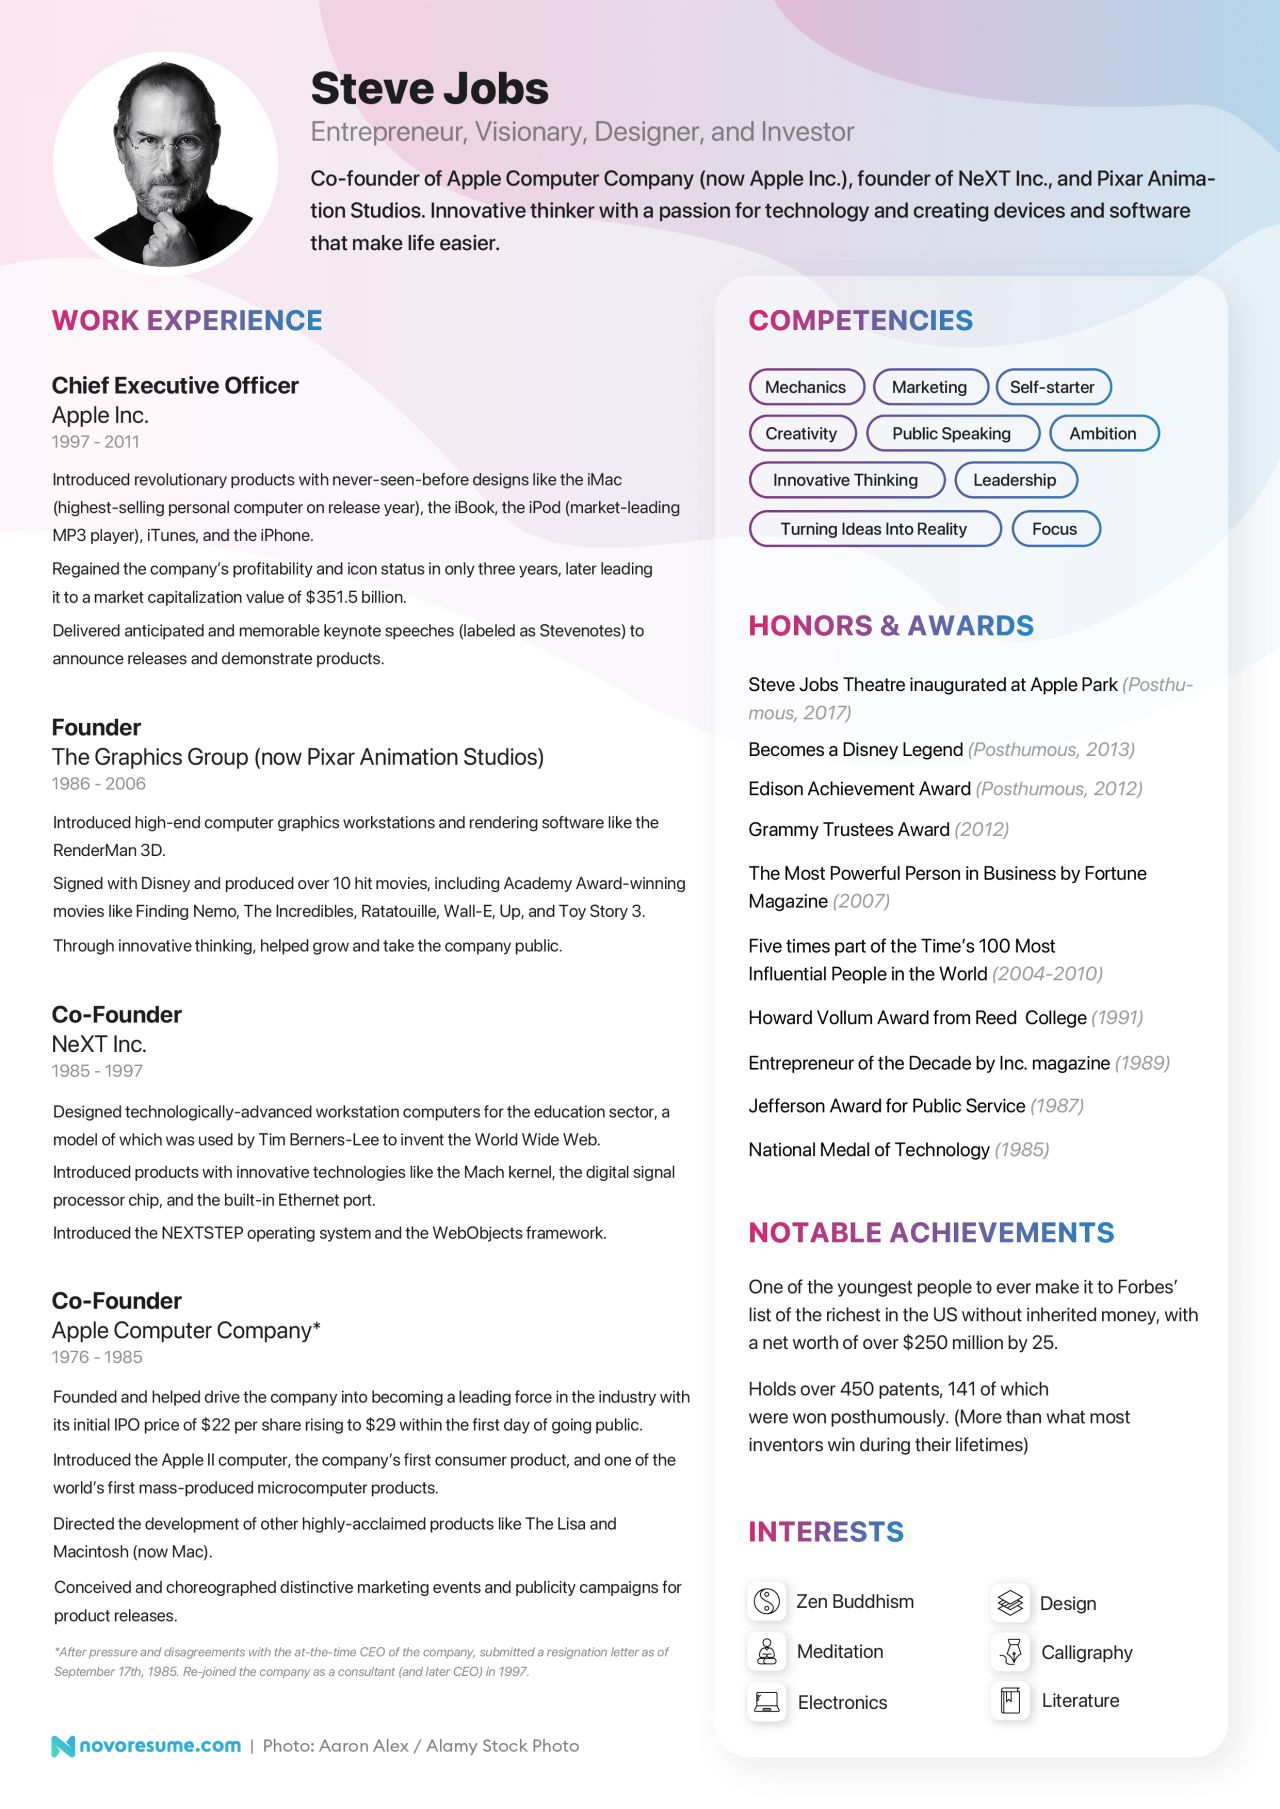 Steve Jobs
Entrepreneur, Visionary, Designer, and Investor
Co-founder of Apple Computer Company (now Apple Inc.), founder of NeXT Inc., and Pixar Anima-
tion Studios. Innovative thinker with a passion for technology and creating devices and software
that make life easier.
WORK EXPERIENCE
Chief Executive Officer
Apple Inc.
1997 - 2011
Introduced revolutionary products with never-seen-before designs like the iMac
(highest-selling personal computer on release year), the iBook, the iPod (market-leading
MP3 player), iTunes, and the iPhone.
Regained the company's profitability and icon status in only three years, later leading
it to a market capitalization value of $351.5 billion.
Delivered anticipated and memorable keynote speeches (labeled as Stevenotes) to
announce releases and demonstrate products.
Founder
The Graphics Group (now Pixar Animation Studios)
1986 - 2006
Introduced high-end computer graphics workstations and rendering software like the
RenderMan 3D.
Signed with Disney and produced over 10 hit movies, including Academy Award-winning
movies like Finding Nemo, The Incredibles, Ratatouille, Wall-E, Up, and Toy Story 3.
Through innovative thinking, helped grow and take the company public.
Co-Founder
NeXT Inc.
1985 - 1997
Designed technologically-advanced workstation computers for the education sector, a
model of which was used by Tim Berners-Lee to invent the World Wide Web.
Introduced products with innovative technologies like the Mach kernel, the digital signal
processor chip, and the built-in Ethernet port.
Introduced the NEXTSTEP operating system and the WebObjects framework.
Co-Founder
Apple Computer Company*
1976 - 1985
Founded and helped drive the company into becoming a leading force in the industry with
its initial IPO price of $22 per share rising to $29 within the first day of going public.
Introduced the Apple II computer, the company's first consumer product, and one of the
world's first mass-produced microcomputer products.
Directed the development of other highly-acclaimed products like The Lisa and
Macintosh (now Mac).
Conceived and choreographed distinctive marketing events and publicity campaigns for
product releases.
*After pressure and disagreements with the at-the-time CEO of the company, submitted a resignation letter as of
September 17th, 1985. Re-joined the company as a consultant (and later CEO) in 1997.
novoresume.com | Photo: Aaron Alex / Alamy Stock Photo
COMPETENCIES
Mechanics Marketing Self-starter
Creativity Public Speaking Ambition
Innovative Thinking Leadership
Turning Ideas Into Reality Focus
HONORS & AWARDS
Steve Jobs Theatre inaugurated at Apple Park (Posthu-
mous, 2017)
Becomes a Disney Legend (Posthumous, 2013)
Edison Achievement Award (Posthumous, 2012)
Grammy Trustees Award (2012)
The Most Powerful Person in Business by Fortune
Magazine (2007)
Five times part of the Time's 100 Most
Influential People in the World (2004-2010)
Howard Vollum Award from Reed College (1991)
Entrepreneur of the Decade by Inc. magazine (1989)
Jefferson Award for Public Service (1987)
National Medal of Technology (1985)
NOTABLE ACHIEVEMENTS
One of the youngest people to ever make it to Forbes'
list of the richest in the US without inherited money, with
a net worth of over $250 million by 25.
Holds over 450 patents, 141 of which
were won posthumously. (More than what most
inventors win during their lifetimes)
INTERESTS
Zen Buddhism Design
Meditation Calligraphy
Electronics Literature